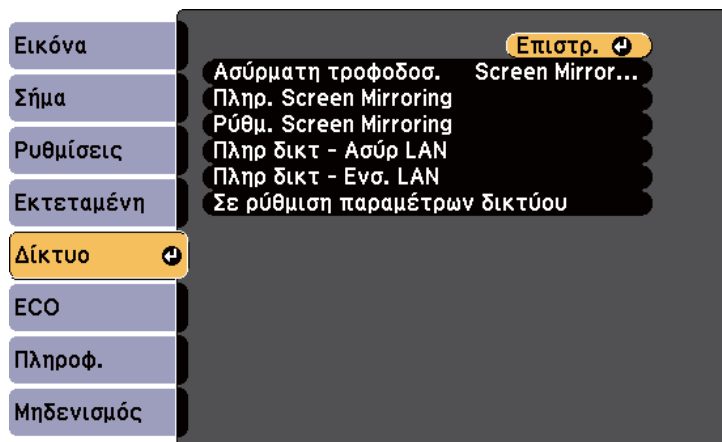 Εικόνα
Σήμα
Ρυθμίσεις
Εκτεταμένη
Δίκτυο
ECO
Πληροφ.
Μηδενισμός
Επιστρ.
Ασύρματη τροφοδοσ. Screen Mirror...
Πληρ. Screen Mirroring
Ρύθμ. Screen Mirroring
Πληρ δικτ - Ασύρ LAN
Πληρ δικτ - Ενσ. LAN
Σε ρύθμιση παραμέτρων δικτύου